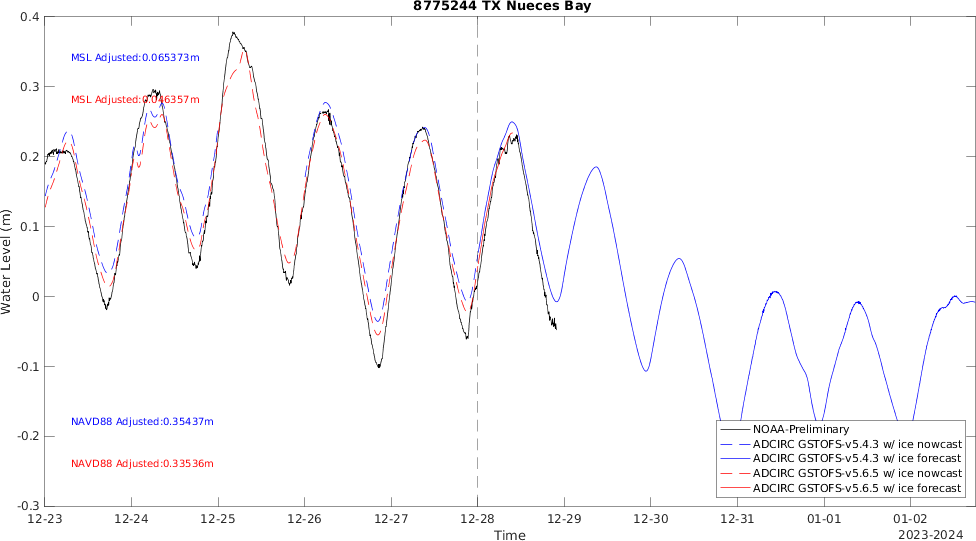 8775244 TX Nueces Bay
0.4
0.3
0.2
0.1
0
-0.1
-0.2
-0.3
Water Level (m)
MSL Adjusted:0.065373m
MSL Adjusted:0.046357m
NAVD88 Adjusted:0.35437m
NAVD88 Adjusted:0.33536m
NOAA-Preliminary
ADCIRC GSTOFS-v5.4.3 w/ ice nowcast
ADCIRC GSTOFS-v5.4.3 w/ ice forecast
ADCIRC GSTOFS-v5.6.5 w/ ice nowcast
ADCIRC GSTOFS-v5.6.5 w/ ice forecast
12-23 12-24 12-25 12-26 12-27 12-28 12-29 12-30 12-31 01-01 01-02
Time
2023-2024